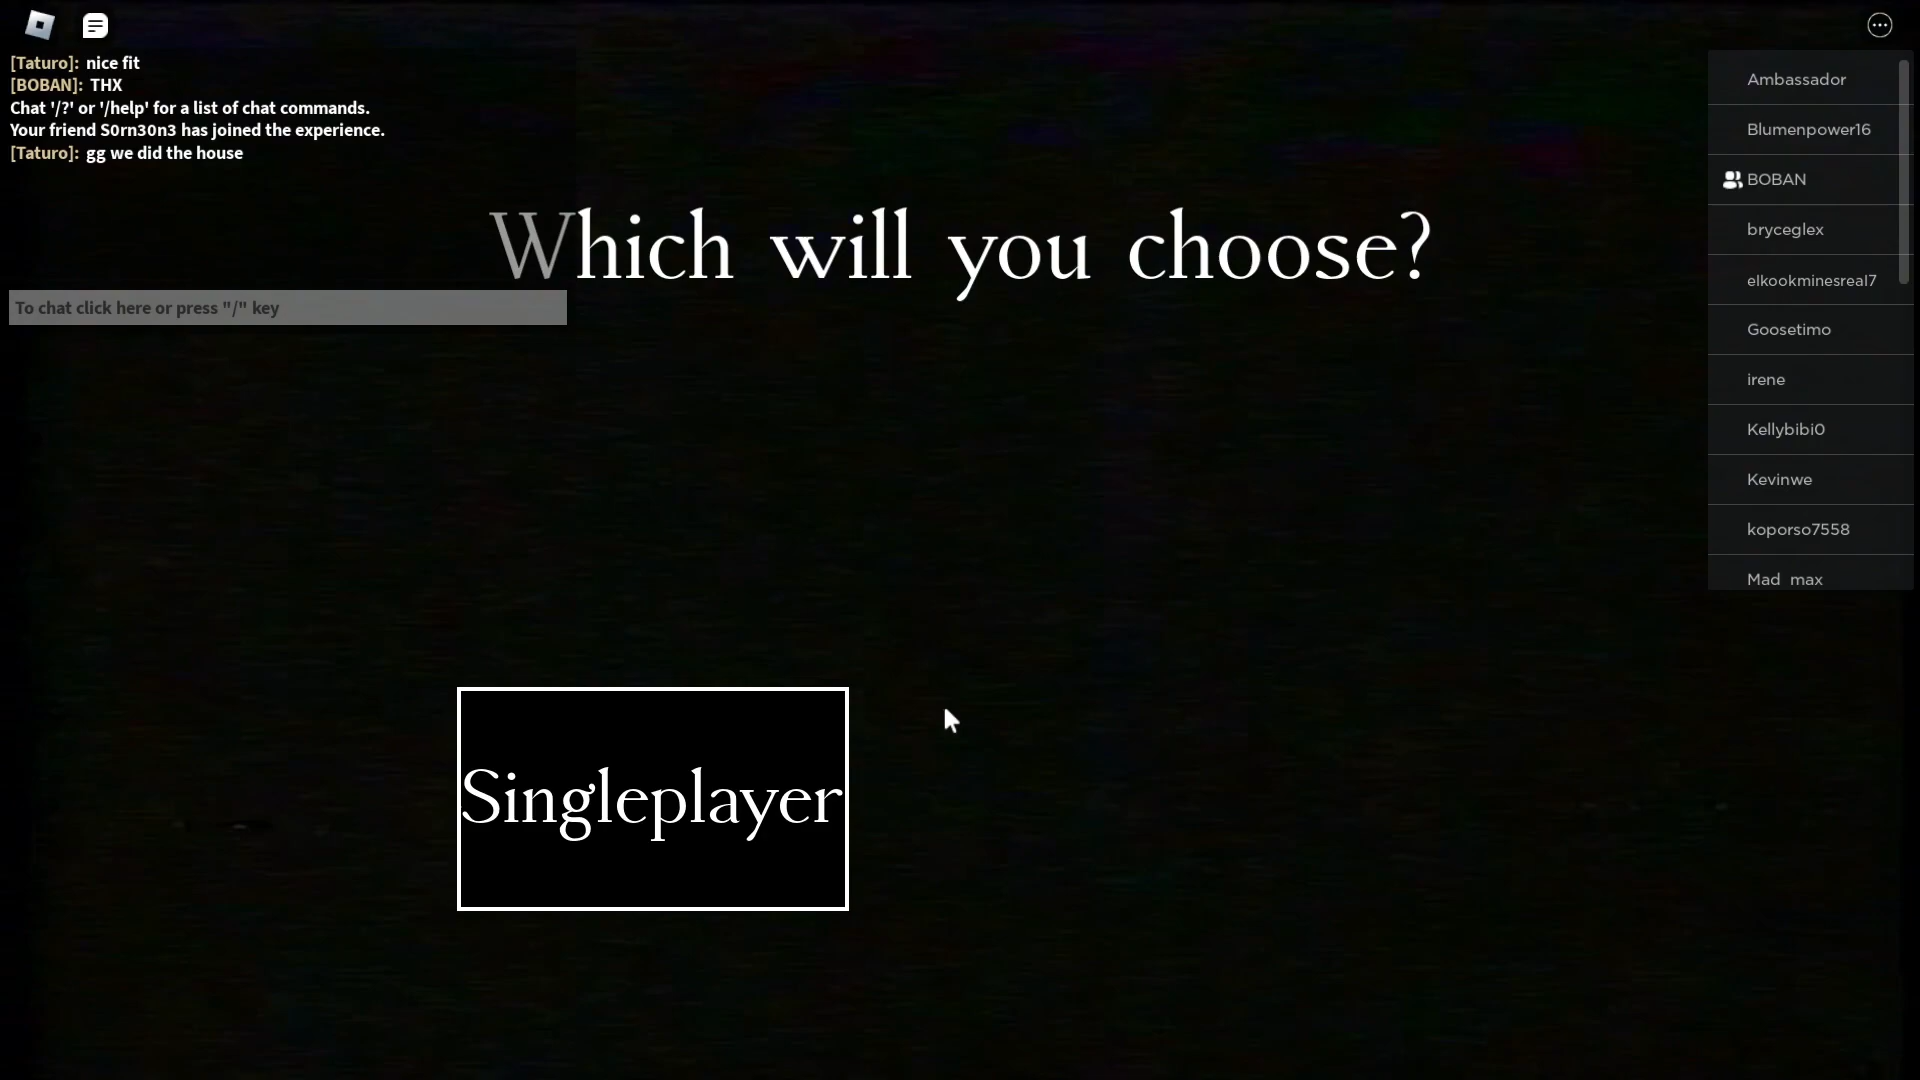 [Taturo]: nice fit
[BOBAN]: THX
Chat '/?' or '/help' for a list of chat commands.
Your friend S0rn30n3 has joined the experience.
[Taturo]: gg we did the house
Which will you choose?
To chat click here or press "/" key
Ambassador
Blumenpower16
BOBAN
bryceglex
elkookminesreal7
Goosetimo
irene
Kellybibi0
Kevinwe
koporso7558
Mad_max
Singleplayer